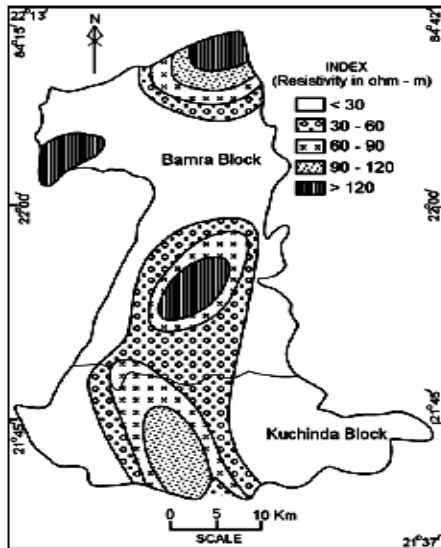 22°13'
84°15'
N
84°42'
INDEX
(Resistivity in ohm - m)
< 30
30 - 60
60 - 90
90 - 120
> 120
Bamra Block
22°00'
22°00'
21°45'
21°45'
Kuchinda Block
0 5 10 Km
SCALE
21°37'